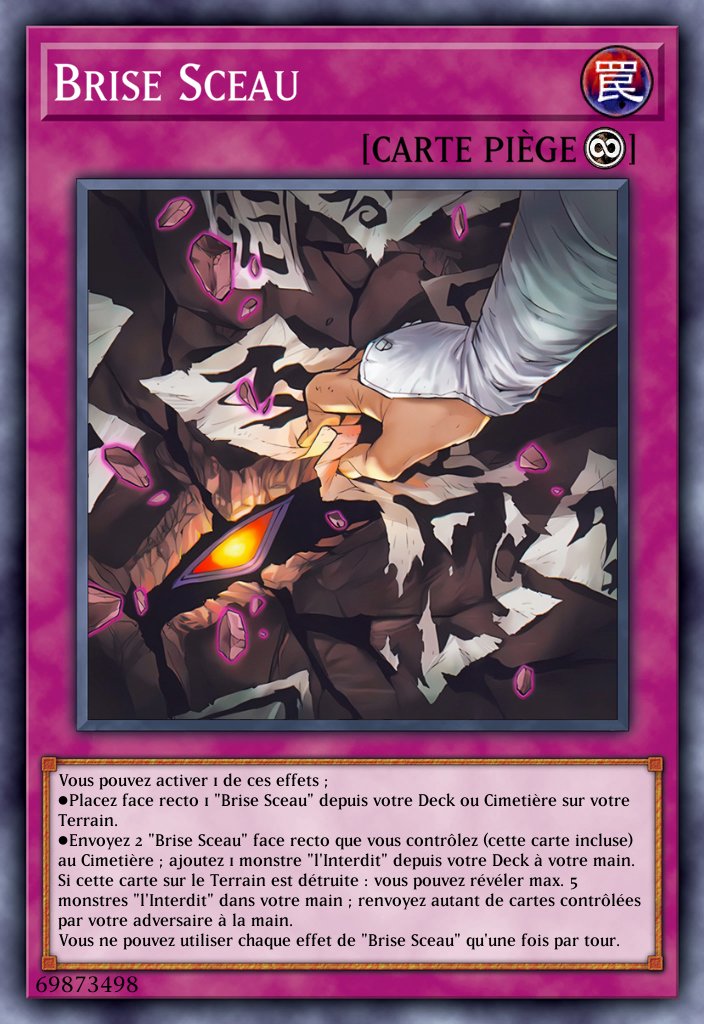 Brise Sceau
罠
[CARTE PIÈGE ♾]
Vous pouvez activer 1 de ces effets ;
●Placez face recto 1 "Brise Sceau" depuis votre Deck ou Cimetière sur votre
Terrain.
●Envoyez 2 "Brise Sceau" face recto que vous contrôlez (cette carte incluse)
au Cimetière ; ajoutez 1 monstre "l'Interdit" depuis votre Deck à votre main.
Si cette carte sur le Terrain est détruite : vous pouvez révéler max. 5
monstres "l'Interdit" dans votre main ; renvoyez autant de cartes contrôlées
par votre adversaire à la main.
Vous ne pouvez utiliser chaque effet de "Brise Sceau" qu'une fois par tour.
69873498